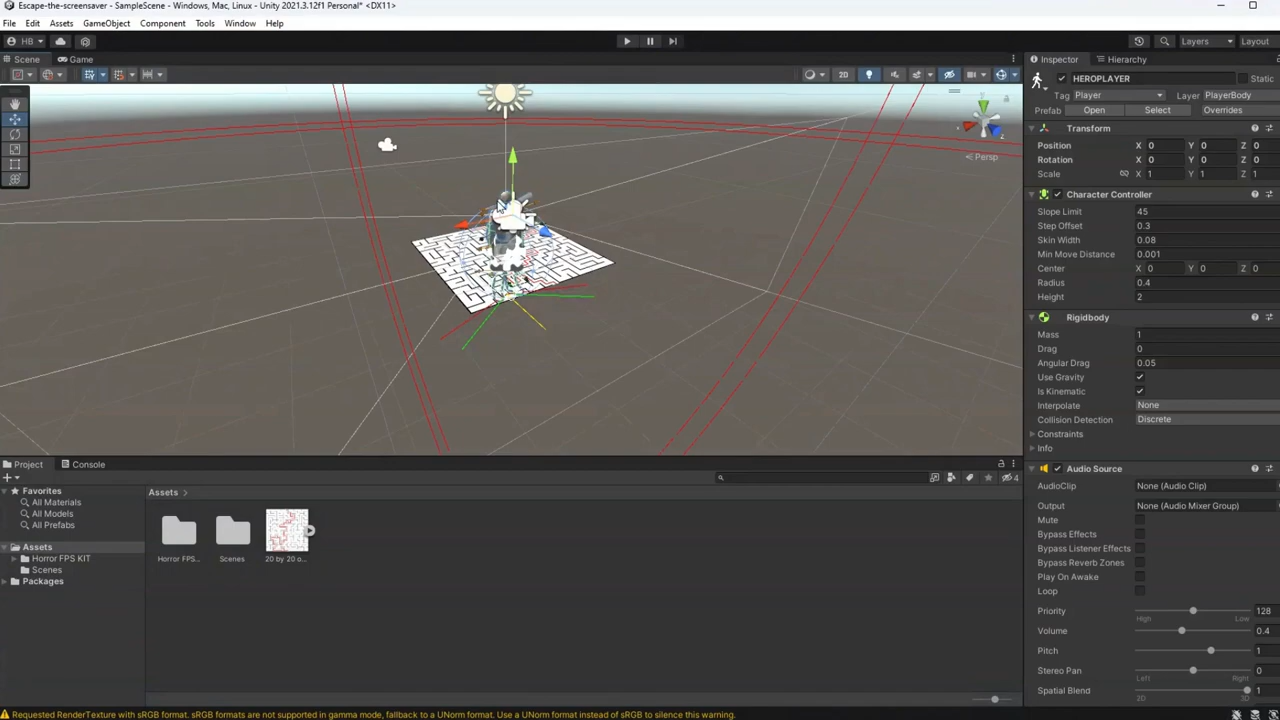 Escape-the-screensaver - SampleScene - Windows, Mac, Linux - Unity 2021.3.12f1 Personal* <DX11>
File Edit Assets GameObject Component Tools Window Help
HB Layers Layout
Scene Game Inspector Hierarchy
2D
HEROPLAYER Static
Tag Player Layer PlayerBody
Prefab Open Select Overrides
Transform
Position X 0 Y 0 Z 0
Rotation X 0 Y 0 Z 0
Scale X 1 Y 1 Z 1
Persp
Character Controller
Slope Limit 45
Step Offset 0.3
Skin Width 0.08
Min Move Distance 0.001
Center X 0 Y 0 Z 0
Radius 0.4
Height 2
Rigidbody
Mass 1
Drag 0
Angular Drag 0.05
Use Gravity
Is Kinematic
Interpolate None
Collision Detection Discrete
Constraints
Info
Audio Source
AudioClip None (Audio Clip)
Output None (Audio Mixer Group)
Mute
Bypass Effects
Bypass Listener Effects
Bypass Reverb Zones
Play On Awake
Loop
Priority 128
High Low
Volume 0.4
Pitch 1
Stereo Pan 0
Left Right
Spatial Blend 1
2D 3D
Project Console
4
Favorites
All Materials
All Models
All Prefabs
Assets
Horror FPS KIT
Scenes
Packages
Assets >
Horror FPS... Scenes 20 by 20 o...
Requested RenderTexture with sRGB format. sRGB formats are not supported in gamma mode, fallback to a UNorm format. Use a UNorm format instead of sRGB to silence this warning.